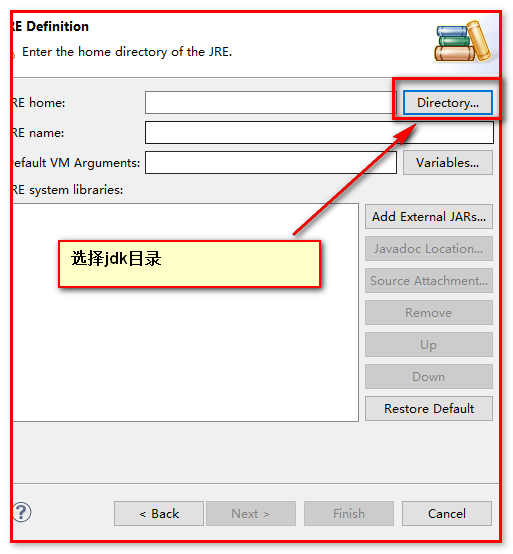 RE Definition
Enter the home directory of the JRE.
RE home:
Directory...
RE name:
Default VM Arguments:
Variables...
RE system libraries:
Add External JARs...
选择jdk目录
Javadoc Location...
Source Attachment...
Remove
Up
Down
Restore Default
?
< Back
Next >
Finish
Cancel